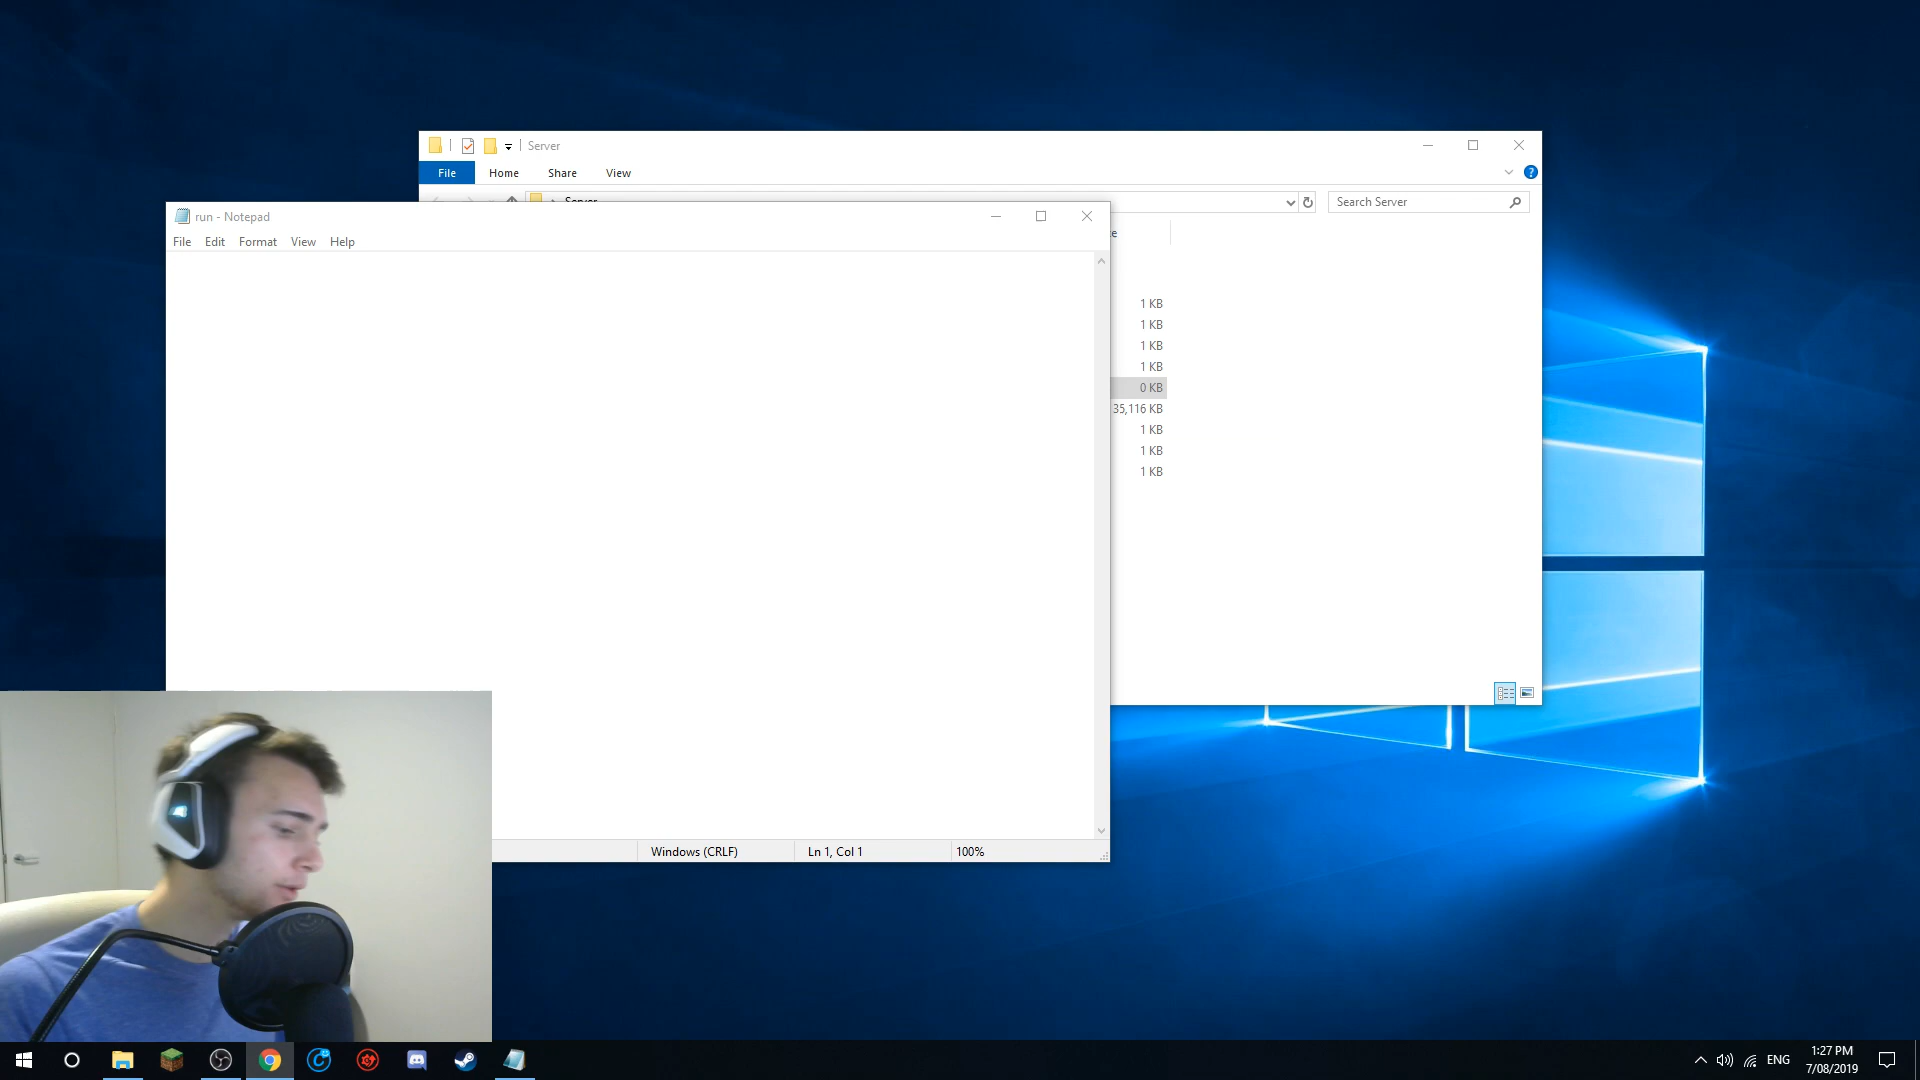 Server
File Home Share View
Server
Search Server
run - Notepad
File Edit Format View Help
1 KB
1 KB
1 KB
1 KB
0 KB
35,116 KB
1 KB
1 KB
1 KB
Windows (CRLF) Ln 1, Col 1 100%
ENG
1:27 PM
7/08/2019